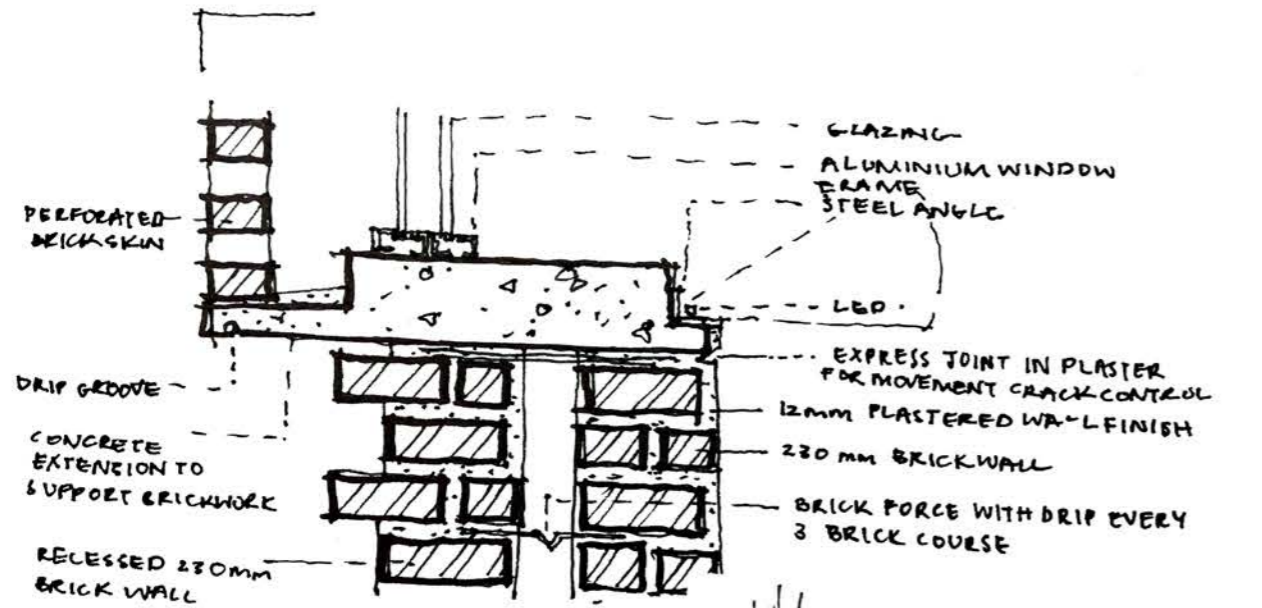 GLAZING
ALUMINIUM WINDOW
FRAME
STEEL ANGLE
PERFORATED
BRICK SKIN
LED
EXPRESS JOINT IN PLASTER
FOR MOVEMENT CRACK CONTROL
DRIP GROOVE
12mm PLASTERED WALL FINISH
CONCRETE
EXTENSION TO
SUPPORT BRICKWORK
230 mm BRICKWALL
BRICK FORCE WITH DRIP EVERY
3 BRICK COURSE
RECESSED 230mm
BRICK WALL